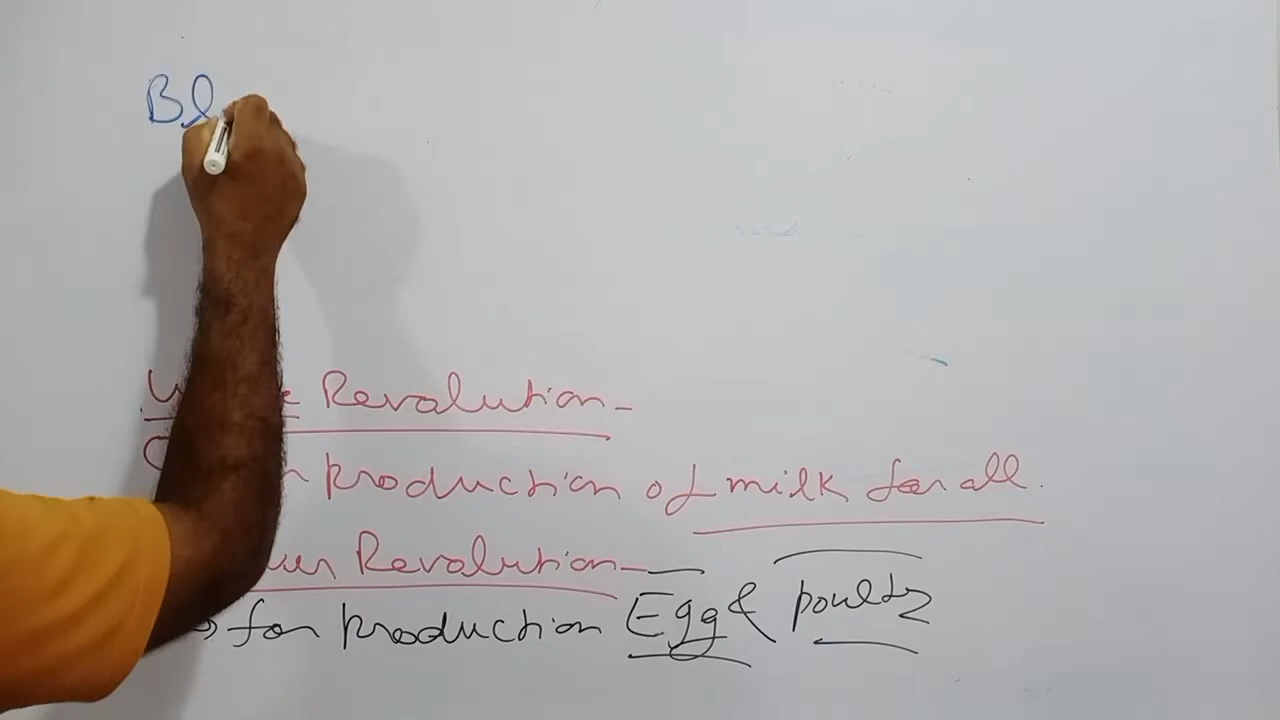 Bl
Revolution-
production of milk for all.
Revolution-
for production Egg & poultry